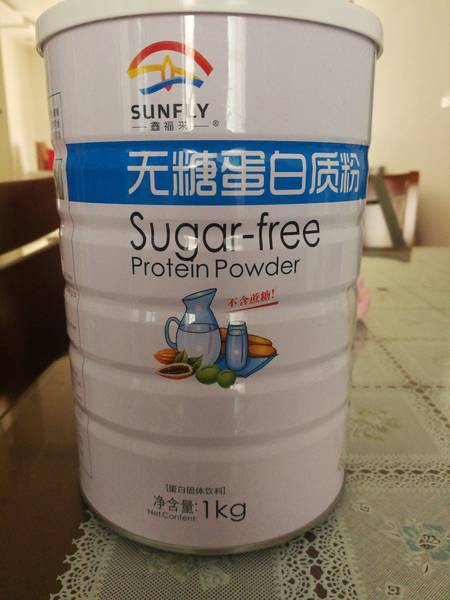 SUNFLY
鑫福来 ®
无糖蛋白质粉
Sugar-free
Protein Powder
不含蔗糖!
[蛋白固体饮料]
净含量: 1kg
Net Content: